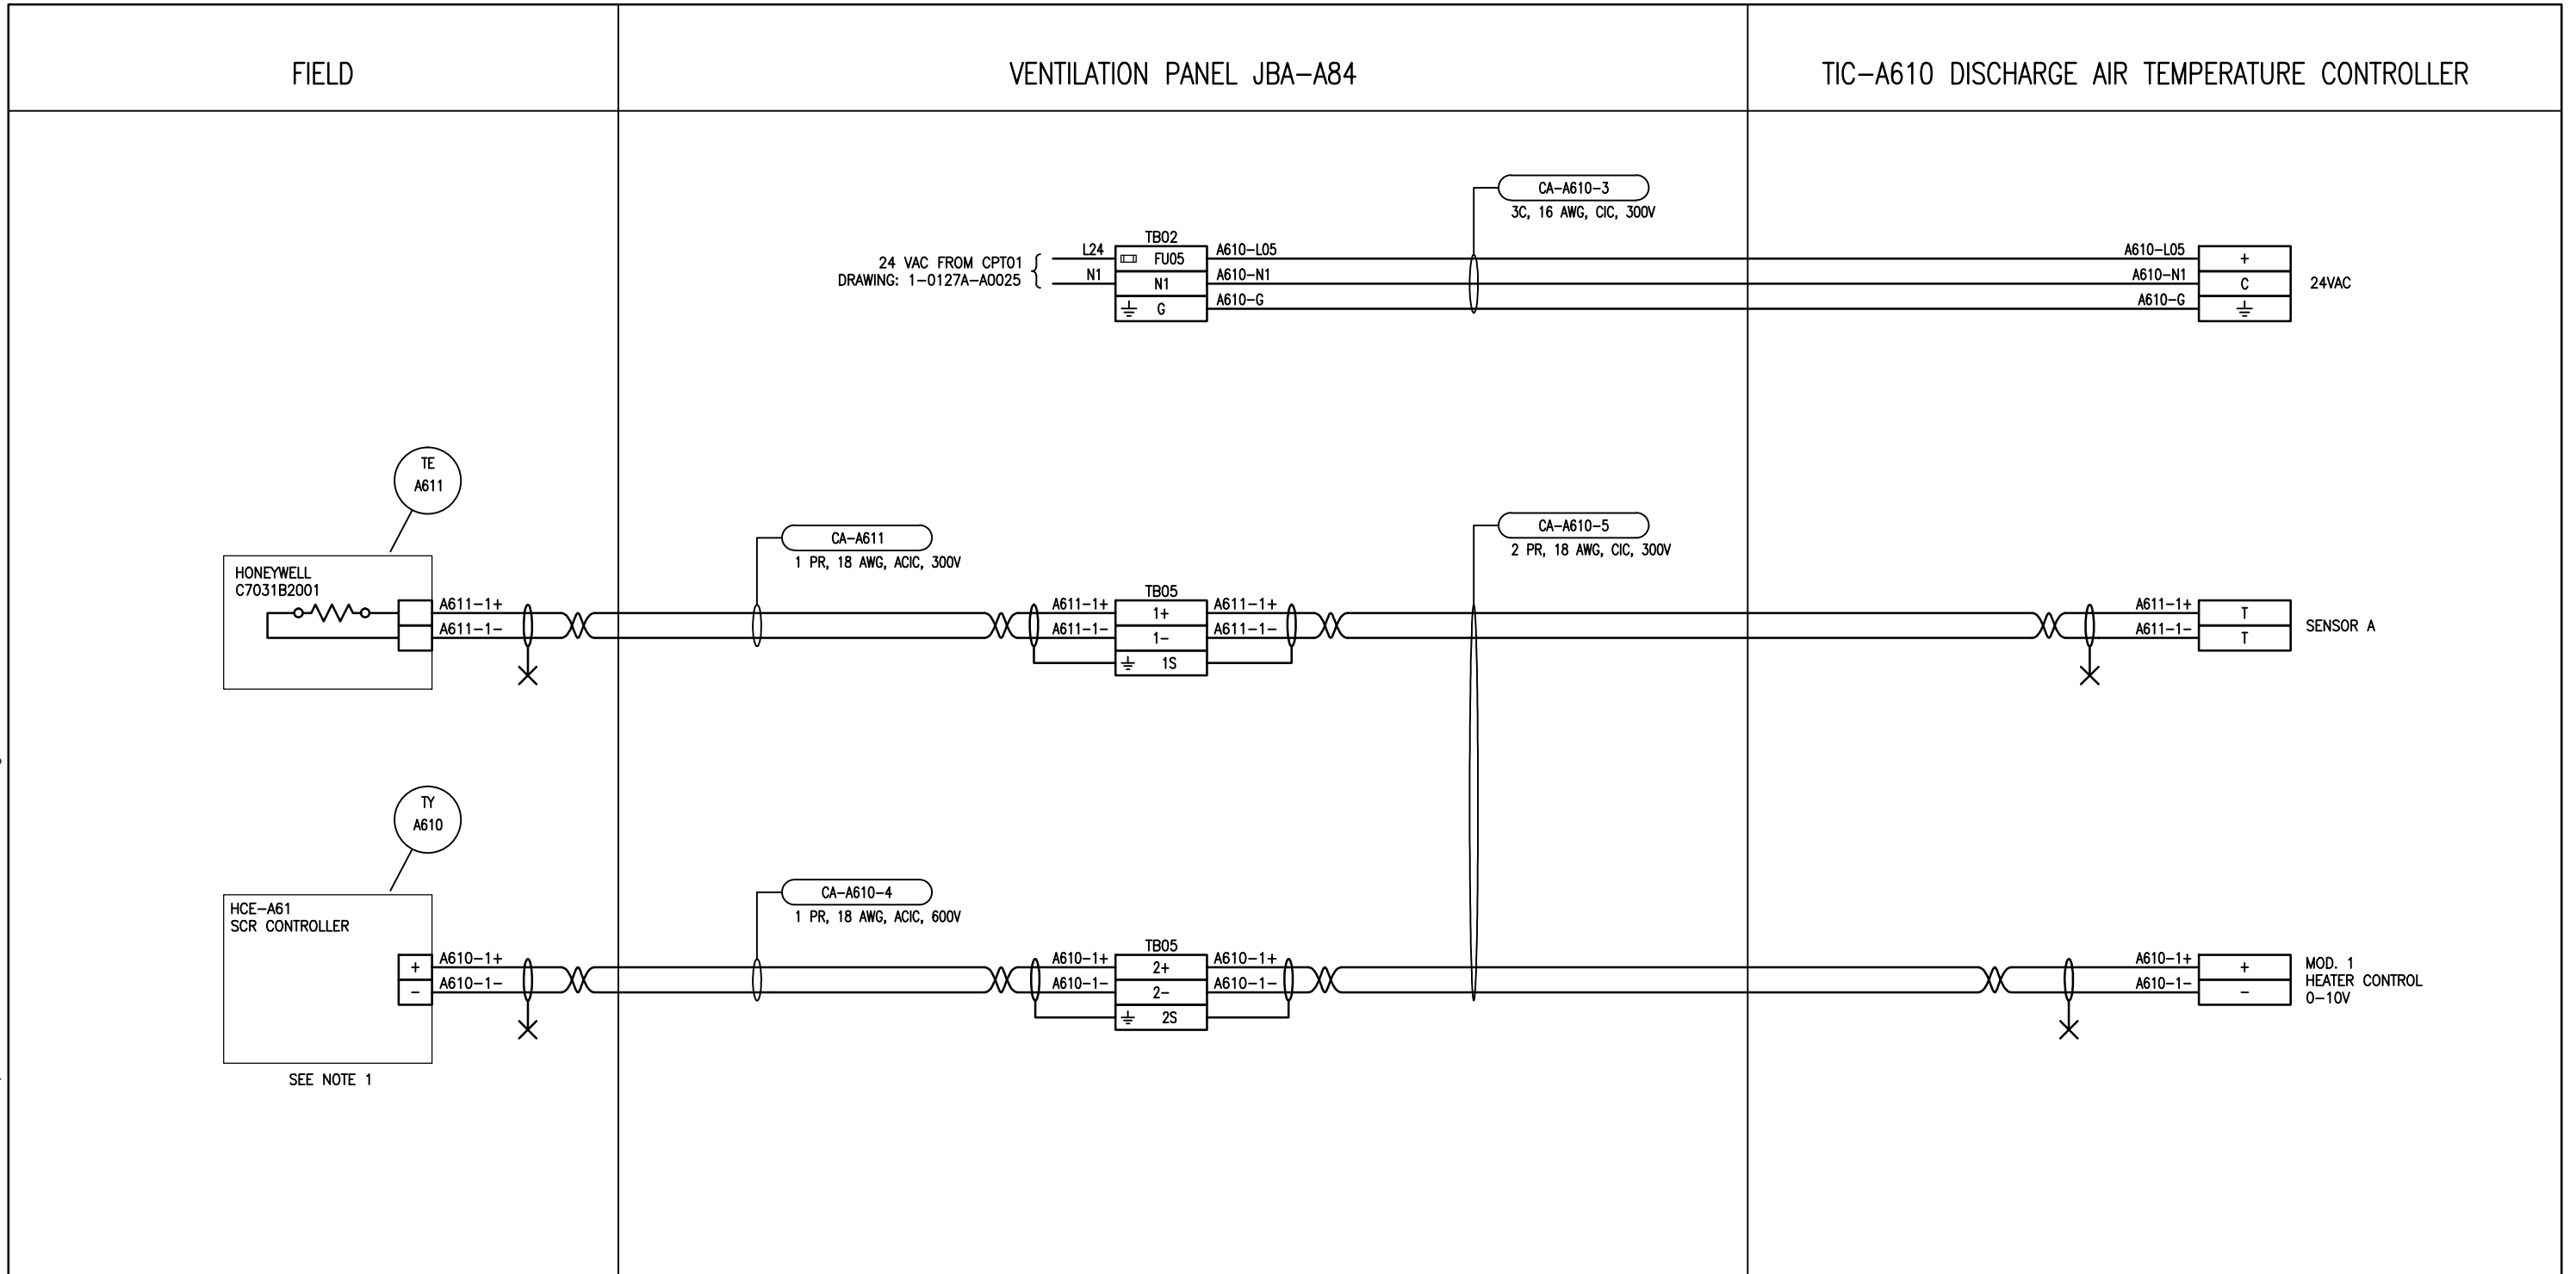 FIELD
VENTILATION PANEL JBA-A84
TIC-A610 DISCHARGE AIR TEMPERATURE CONTROLLER
CA-A610-3
3C, 16 AWG, CIC, 300V
24 VAC FROM CPT01
DRAWING: 1-0127A-A0025
L24
N1
TB02
FU05
N1
G
A610-L05
A610-N1
A610-G
A610-L05
A610-N1
A610-G
+
C
24VAC
TE
A611
HONEYWELL
C7031B2001
A611-1+
A611-1-
CA-A611
1 PR, 18 AWG, ACIC, 300V
A611-1+
A611-1-
TB05
1+
1-
1S
A611-1+
A611-1-
CA-A610-5
2 PR, 18 AWG, CIC, 300V
A611-1+
A611-1-
T
T
SENSOR A
TY
A610
HCE-A61
SCR CONTROLLER
+
-
A610-1+
A610-1-
SEE NOTE 1
CA-A610-4
1 PR, 18 AWG, ACIC, 600V
A610-1+
A610-1-
TB05
2+
2-
2S
A610-1+
A610-1-
A610-1+
A610-1-
+
-
MOD. 1
HEATER CONTROL
0-10V